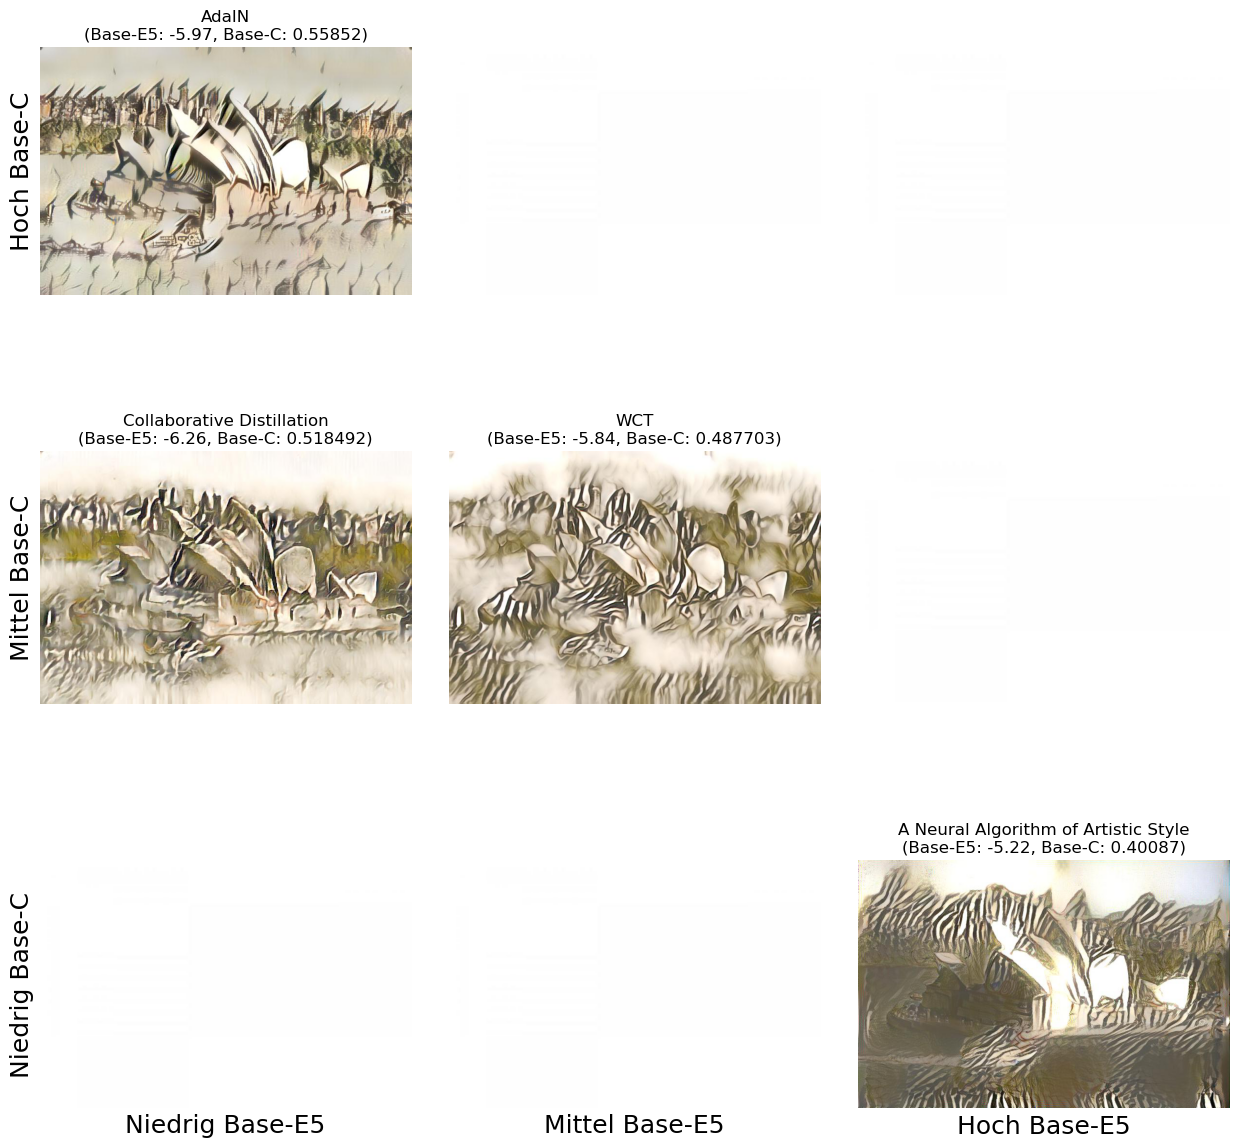 AdaIN
(Base-E5: -5.97, Base-C: 0.55852)
Hoch Base-C
Collaborative Distillation
(Base-E5: -6.26, Base-C: 0.518492)
WCT
(Base-E5: -5.84, Base-C: 0.487703)
Mittel Base-C
A Neural Algorithm of Artistic Style
(Base-E5: -5.22, Base-C: 0.40087)
Niedrig Base-C
Niedrig Base-E5
Mittel Base-E5
Hoch Base-E5